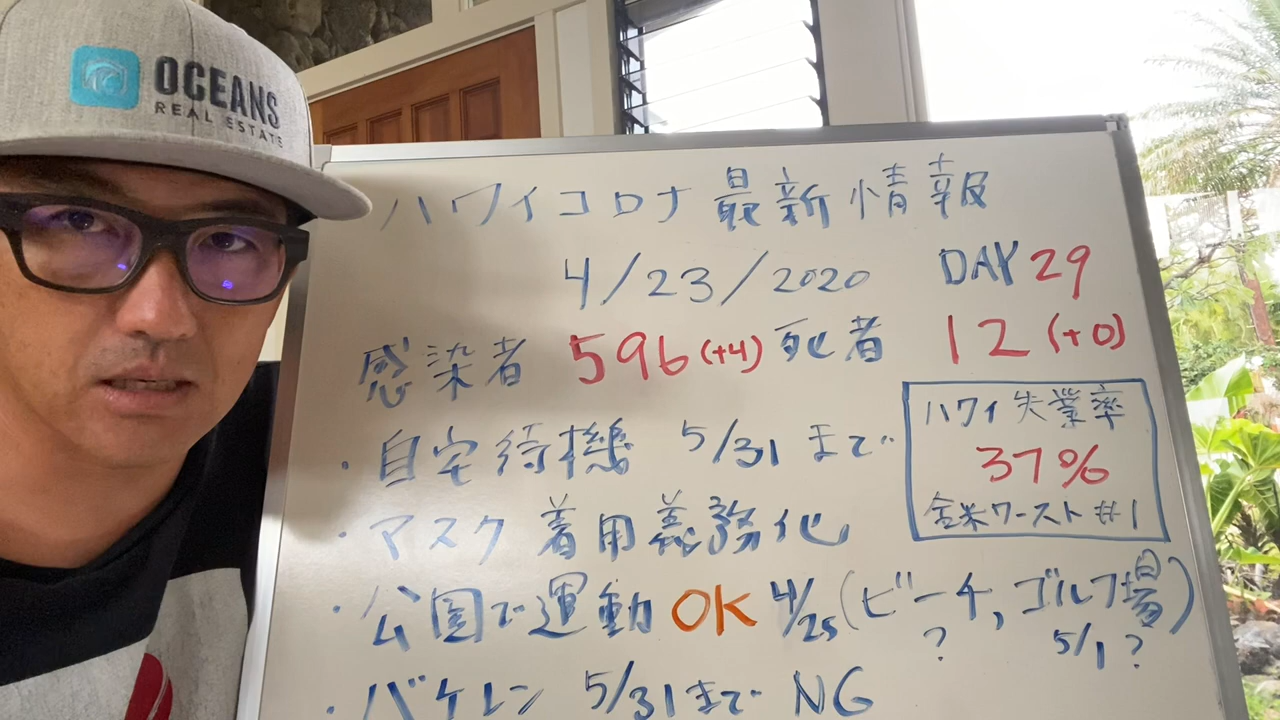 OCEANS
REAL ESTATE
ハワイコロナ最新情報
4/23/2020 DAY 29
感染者 596 (+4) 死者 12 (+0)
・自宅待機 5/31 まで
ハワイ失業率
37%
全米ワースト#1
・マスク着用義務化
・公園で運動 OK 4/25 (ビーチ, ゴルフ場)
? 5/1?
・バケレン 5/31まで NG